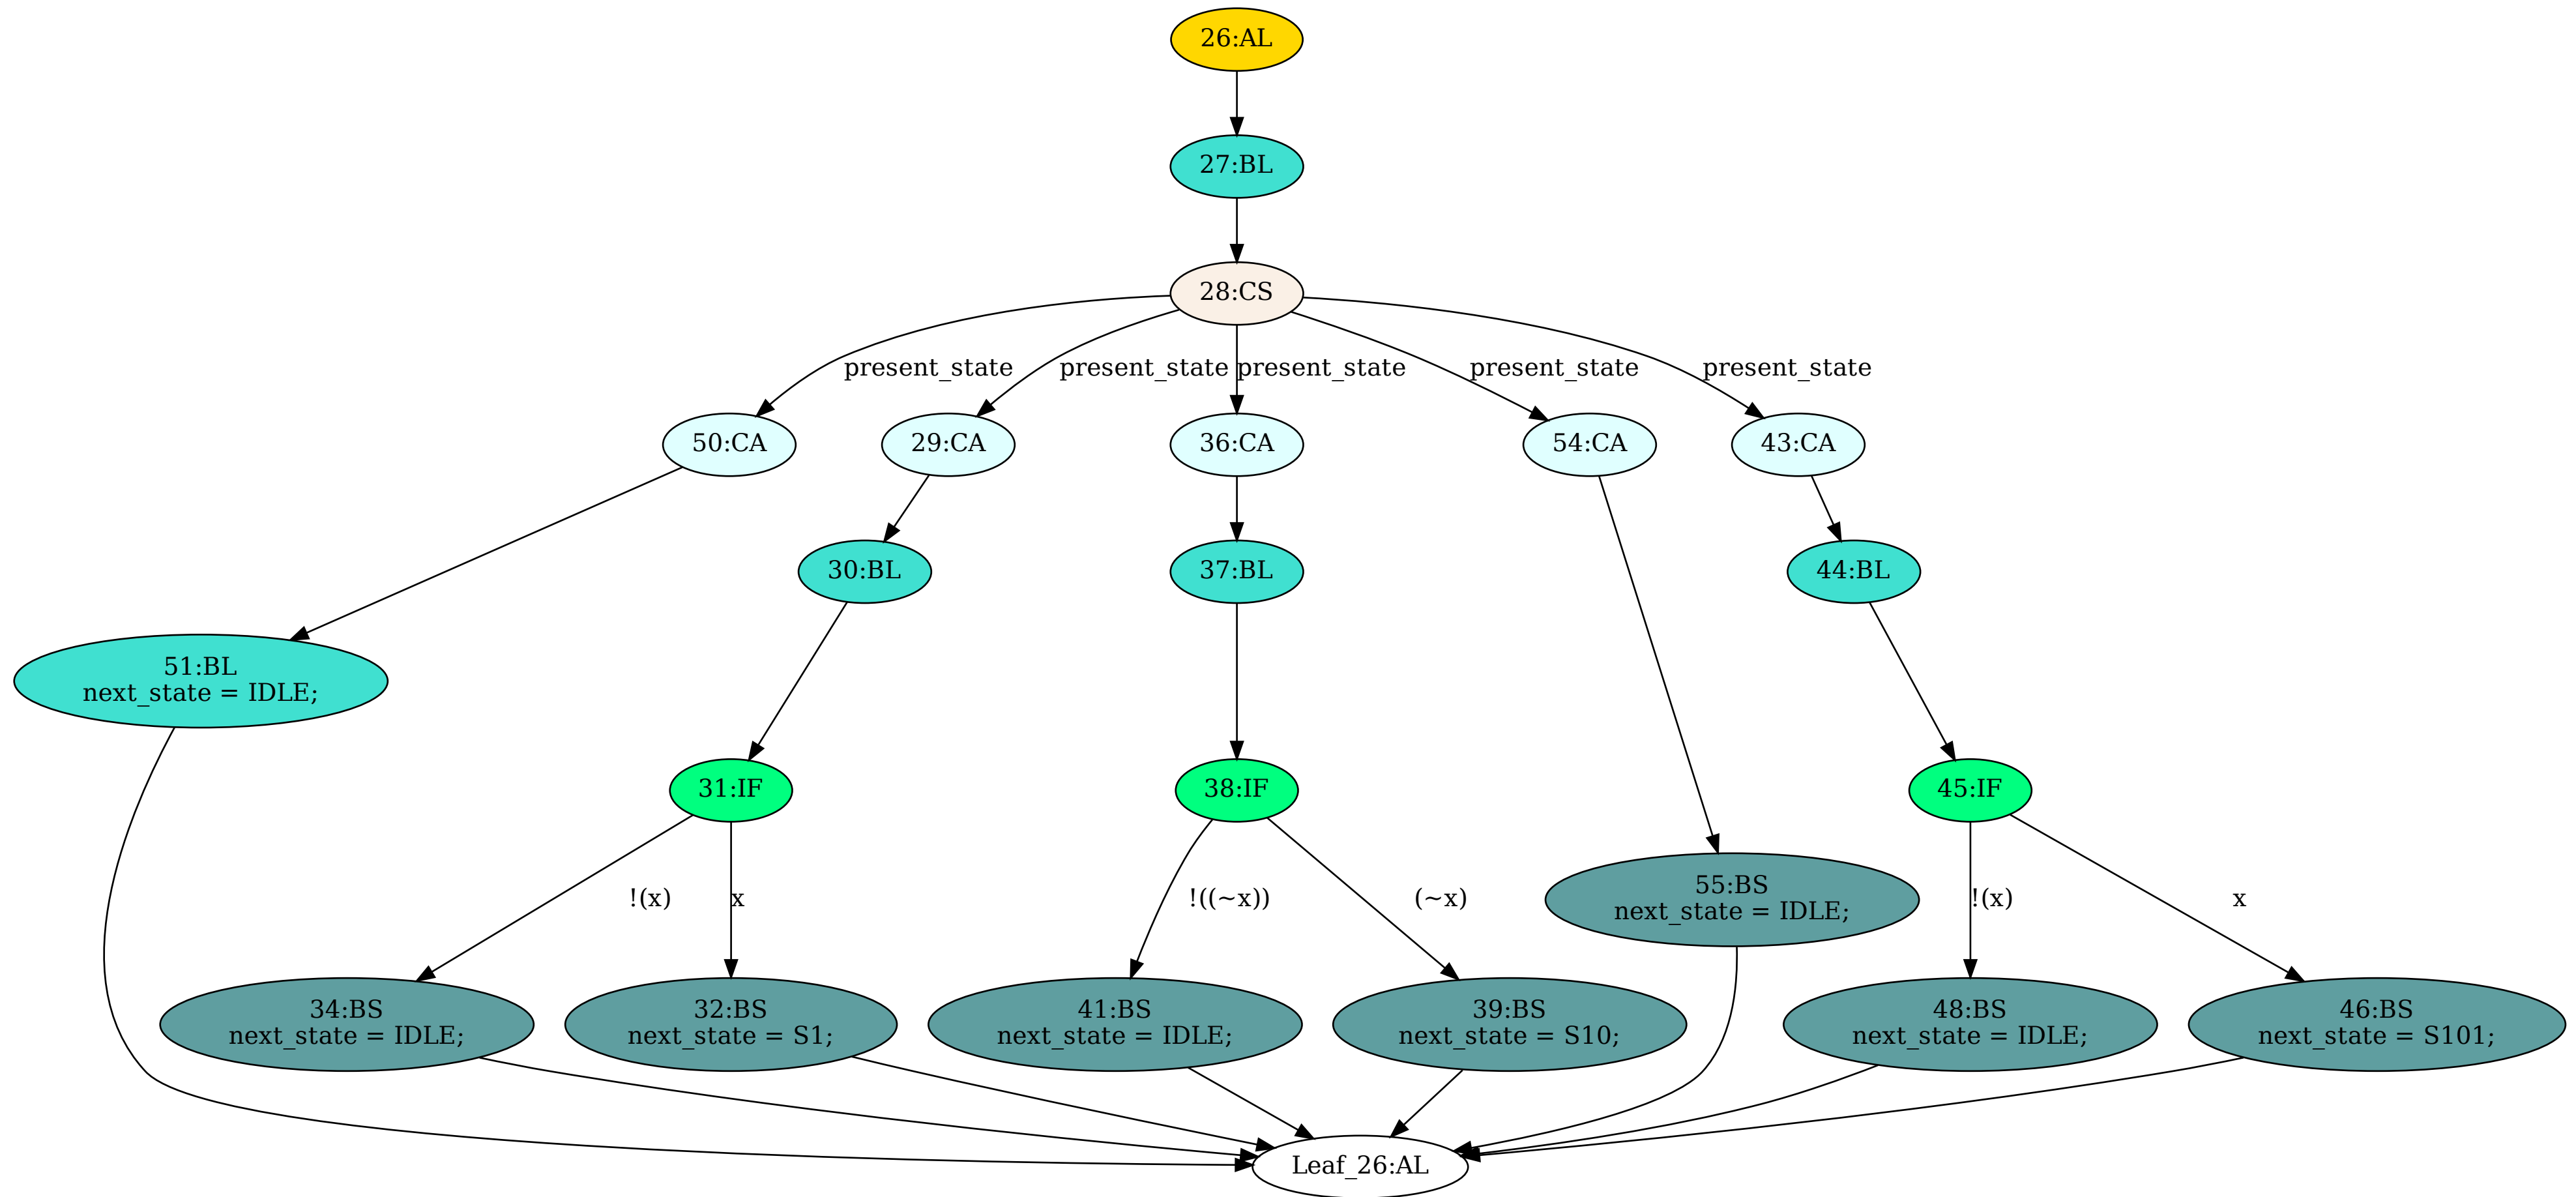 26:AL
27:BL
28:CS
present_state
present_state
present_state
present_state
present_state
50:CA
29:CA
36:CA
54:CA
43:CA
30:BL
37:BL
44:BL
51:BL
next_state = IDLE;
31:IF
38:IF
45:IF
!(x)
x
!((~x))
(~x)
55:BS
next_state = IDLE;
!(x)
x
34:BS
next_state = IDLE;
32:BS
next_state = S1;
41:BS
next_state = IDLE;
39:BS
next_state = S10;
48:BS
next_state = IDLE;
46:BS
next_state = S101;
Leaf_26:AL